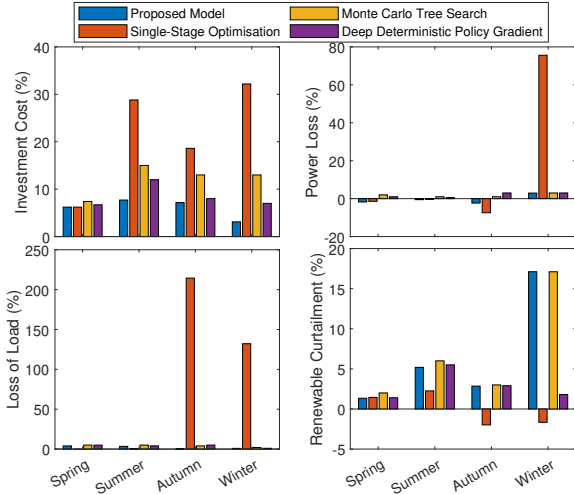 Proposed Model
Monte Carlo Tree Search
Single-Stage Optimisation
Deep Deterministic Policy Gradient
Investment Cost (%)
40
30
20
10
0
Power Loss (%)
80
60
40
20
0
-20
Loss of Load (%)
250
200
150
100
50
0
Spring
Summer
Autumn
Winter
Renewable Curtailment (%)
20
15
10
5
0
-5
Spring
Summer
Autumn
Winter